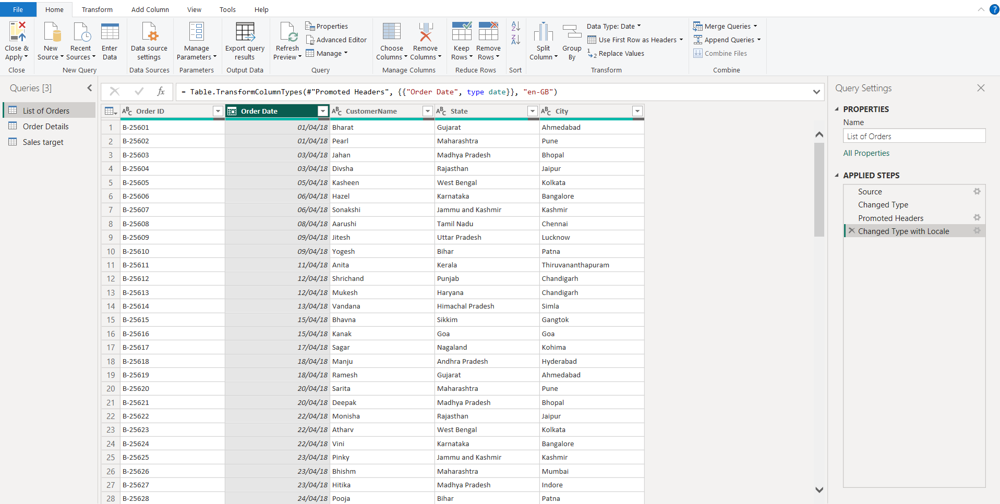 File Home Transform Add Column View Tools Help ?
Close & Apply
New Source
Recent Sources
Enter Data
Data source settings
Manage Parameters
Export query results
Refresh Preview
Properties
Advanced Editor
Manage
Choose Columns
Remove Columns
Keep Rows
Remove Rows
A Z
Z A
Split Column
Group By
Data Type: Date
Use First Row as Headers
1 2 Replace Values
Merge Queries
Append Queries
Combine Files
Close New Query Data Sources Parameters Output Data Query Manage Columns Reduce Rows Sort Transform Combine
Queries [3]
List of Orders
Order Details
Sales target
fx = Table.TransformColumnTypes(#"Promoted Headers", {{"Order Date", type date}}, "en-GB")
ABC Order ID Order Date ABC CustomerName ABC State ABC City
1 B-25601 01/04/18 Bharat Gujarat Ahmedabad
2 B-25602 01/04/18 Pearl Maharashtra Pune
3 B-25603 03/04/18 Jahan Madhya Pradesh Bhopal
4 B-25604 03/04/18 Divsha Rajasthan Jaipur
5 B-25605 05/04/18 Kasheen West Bengal Kolkata
6 B-25606 06/04/18 Hazel Karnataka Bangalore
7 B-25607 06/04/18 Sonakshi Jammu and Kashmir Kashmir
8 B-25608 08/04/18 Aarushi Tamil Nadu Chennai
9 B-25609 09/04/18 Jitesh Uttar Pradesh Lucknow
10 B-25610 09/04/18 Yogesh Bihar Patna
11 B-25611 11/04/18 Anita Kerala Thiruvananthapuram
12 B-25612 12/04/18 Shrichand Punjab Chandigarh
13 B-25613 12/04/18 Mukesh Haryana Chandigarh
14 B-25614 13/04/18 Vandana Himachal Pradesh Simla
15 B-25615 15/04/18 Bhavna Sikkim Gangtok
16 B-25616 15/04/18 Kanak Goa Goa
17 B-25617 17/04/18 Sagar Nagaland Kohima
18 B-25618 18/04/18 Manju Andhra Pradesh Hyderabad
19 B-25619 18/04/18 Ramesh Gujarat Ahmedabad
20 B-25620 20/04/18 Sarita Maharashtra Pune
21 B-25621 20/04/18 Deepak Madhya Pradesh Bhopal
22 B-25622 22/04/18 Monisha Rajasthan Jaipur
23 B-25623 22/04/18 Atharv West Bengal Kolkata
24 B-25624 22/04/18 Vini Karnataka Bangalore
25 B-25625 23/04/18 Pinky Jammu and Kashmir Kashmir
26 B-25626 23/04/18 Bhishm Maharashtra Mumbai
27 B-25627 23/04/18 Hitika Madhya Pradesh Indore
28 B-25628 24/04/18 Pooja Bihar Patna
Query Settings
PROPERTIES
Name
List of Orders
All Properties
APPLIED STEPS
Source
Changed Type
Promoted Headers
Changed Type with Locale